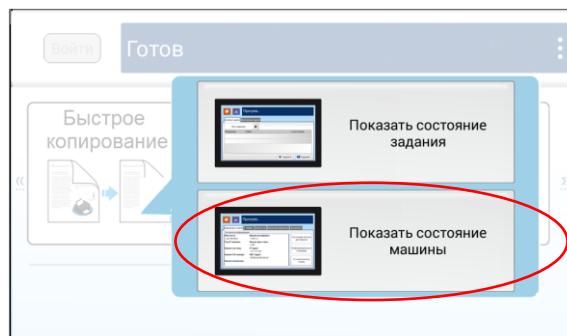 Войти
Готов
Быстрое
копирование
Показать состояние
задания
Показать состояние
машины